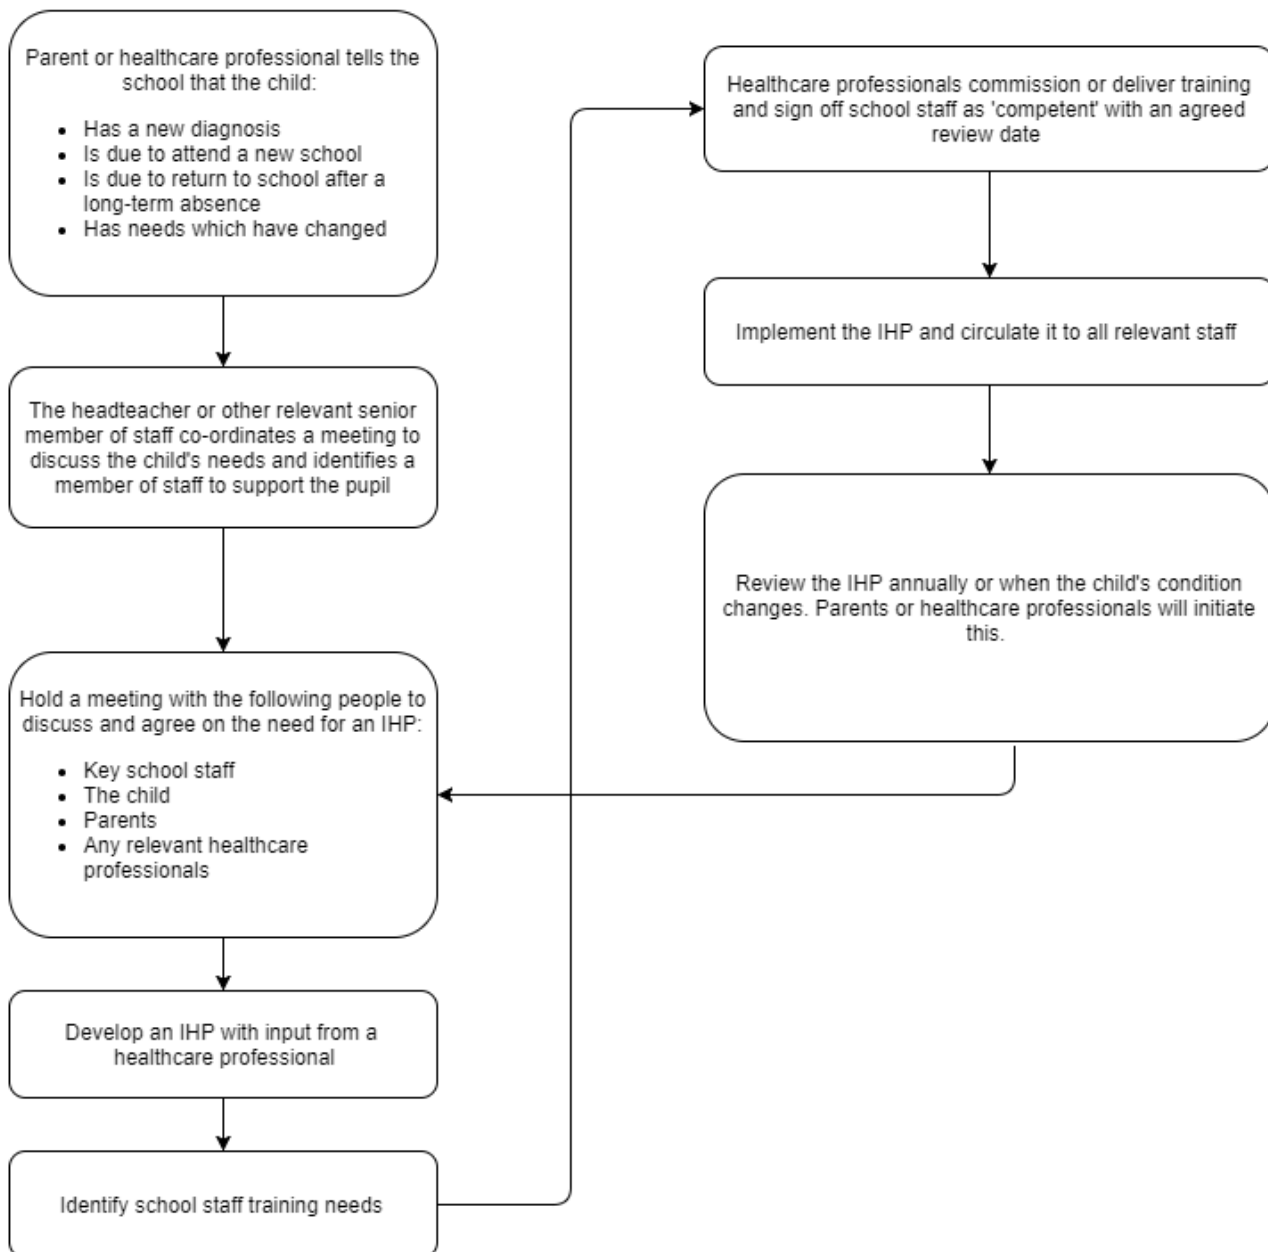 Parent or healthcare professional tells the
school that the child:
• Has a new diagnosis
• Is due to attend a new school
• Is due to return to school after a
long-term absence
• Has needs which have changed
The headteacher or other relevant senior
member of staff co-ordinates a meeting to
discuss the child's needs and identifies a
member of staff to support the pupil
Hold a meeting with the following people to
discuss and agree on the need for an IHP:
• Key school staff
• The child
• Parents
• Any relevant healthcare
professionals
Develop an IHP with input from a
healthcare professional
Identify school staff training needs
Healthcare professionals commission or deliver training
and sign off school staff as 'competent' with an agreed
review date
Implement the IHP and circulate it to all relevant staff
Review the IHP annually or when the child's condition
changes. Parents or healthcare professionals will initiate
this.